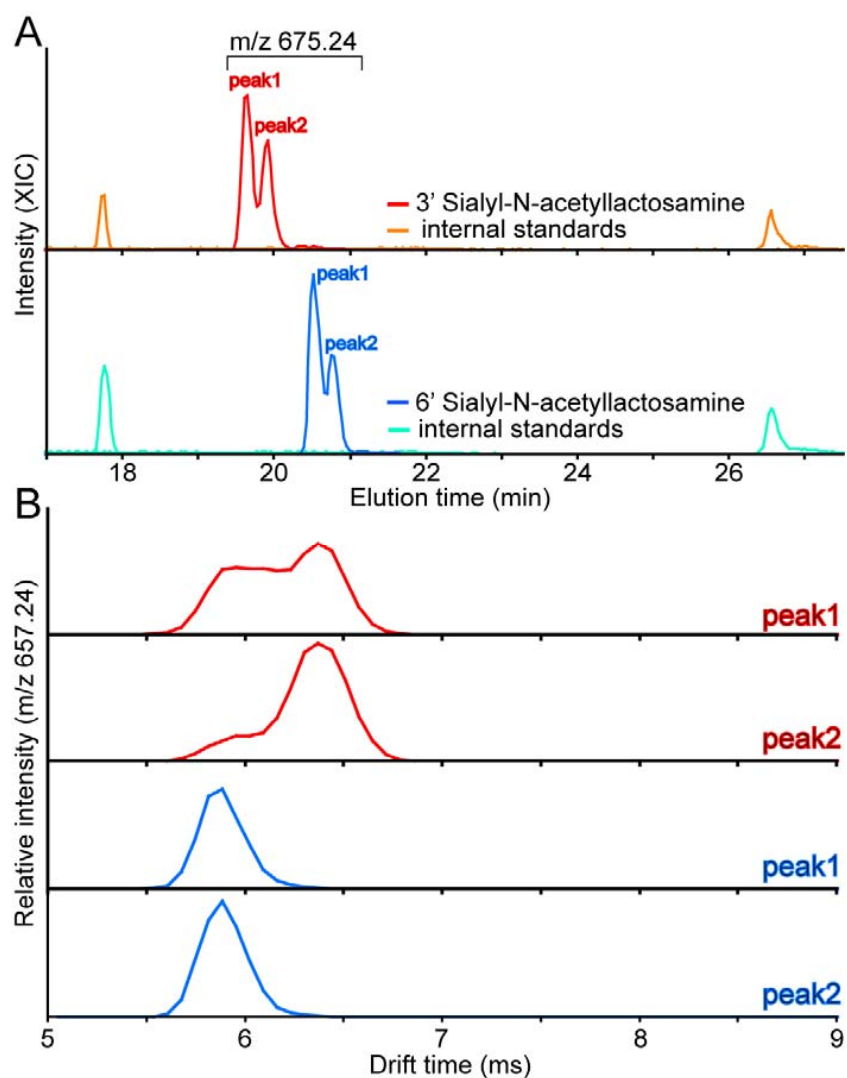 A
m/z 675.24
peak1
peak2
3' Sialyl-N-acetyllactosamine
internal standards
Intensity (XIC)
peak1
peak2
6' Sialyl-N-acetyllactosamine
internal standards
18 20 22 24 26
Elution time (min)
B
Relative intensity (m/z 657.24)
peak1
peak2
peak1
peak2
5 6 7 8 9
Drift time (ms)